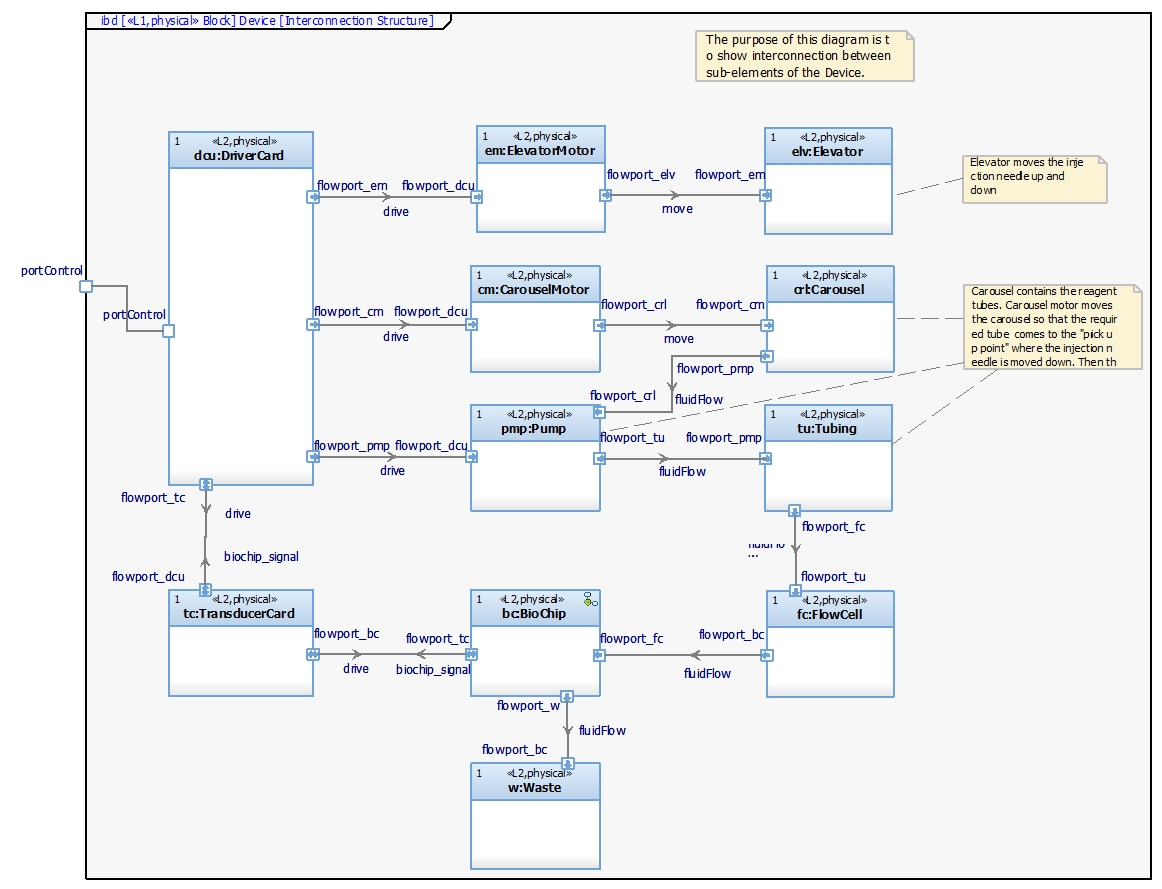 ibd [«L1,physical» Block] Device [Interconnection Structure]
The purpose of this diagram is t
o show interconnection between
sub-elements of the Device.
1 «L2,physical»
dcu:DriverCard
1 «L2,physical»
em:ElevatorMotor
1 «L2,physical»
elv:Elevator
Elevator moves the inje
ction needle up and
down
flowport_em flowport_dcu
drive
flowport_elv flowport_em
move
portControl
portControl
1 «L2,physical»
cm:CarouselMotor
1 «L2,physical»
crl:Carousel
Carousel contains the reagent
tubes. Carousel motor moves
the carousel so that the requir
ed tube comes to the "pick u
p point" where the injection n
eedle is moved down. Then th
flowport_cm flowport_dcu
drive
flowport_crl flowport_cm
move
flowport_pmp
flowport_crl
fluidFlow
1 «L2,physical»
pmp:Pump
1 «L2,physical»
tu:Tubing
flowport_pmp flowport_dcu
drive
flowport_tu flowport_pmp
fluidFlow
flowport_tc
drive
biochip_signal
flowport_dcu
flowport_fc
...
flowport_tu
1 «L2,physical»
tc:TransducerCard
1 «L2,physical»
bc:BioChip
1 «L2,physical»
fc:FlowCell
flowport_bc flowport_tc
drive
biochip_signal
flowport_fc flowport_bc
fluidFlow
flowport_w
fluidFlow
flowport_bc
1 «L2,physical»
w:Waste